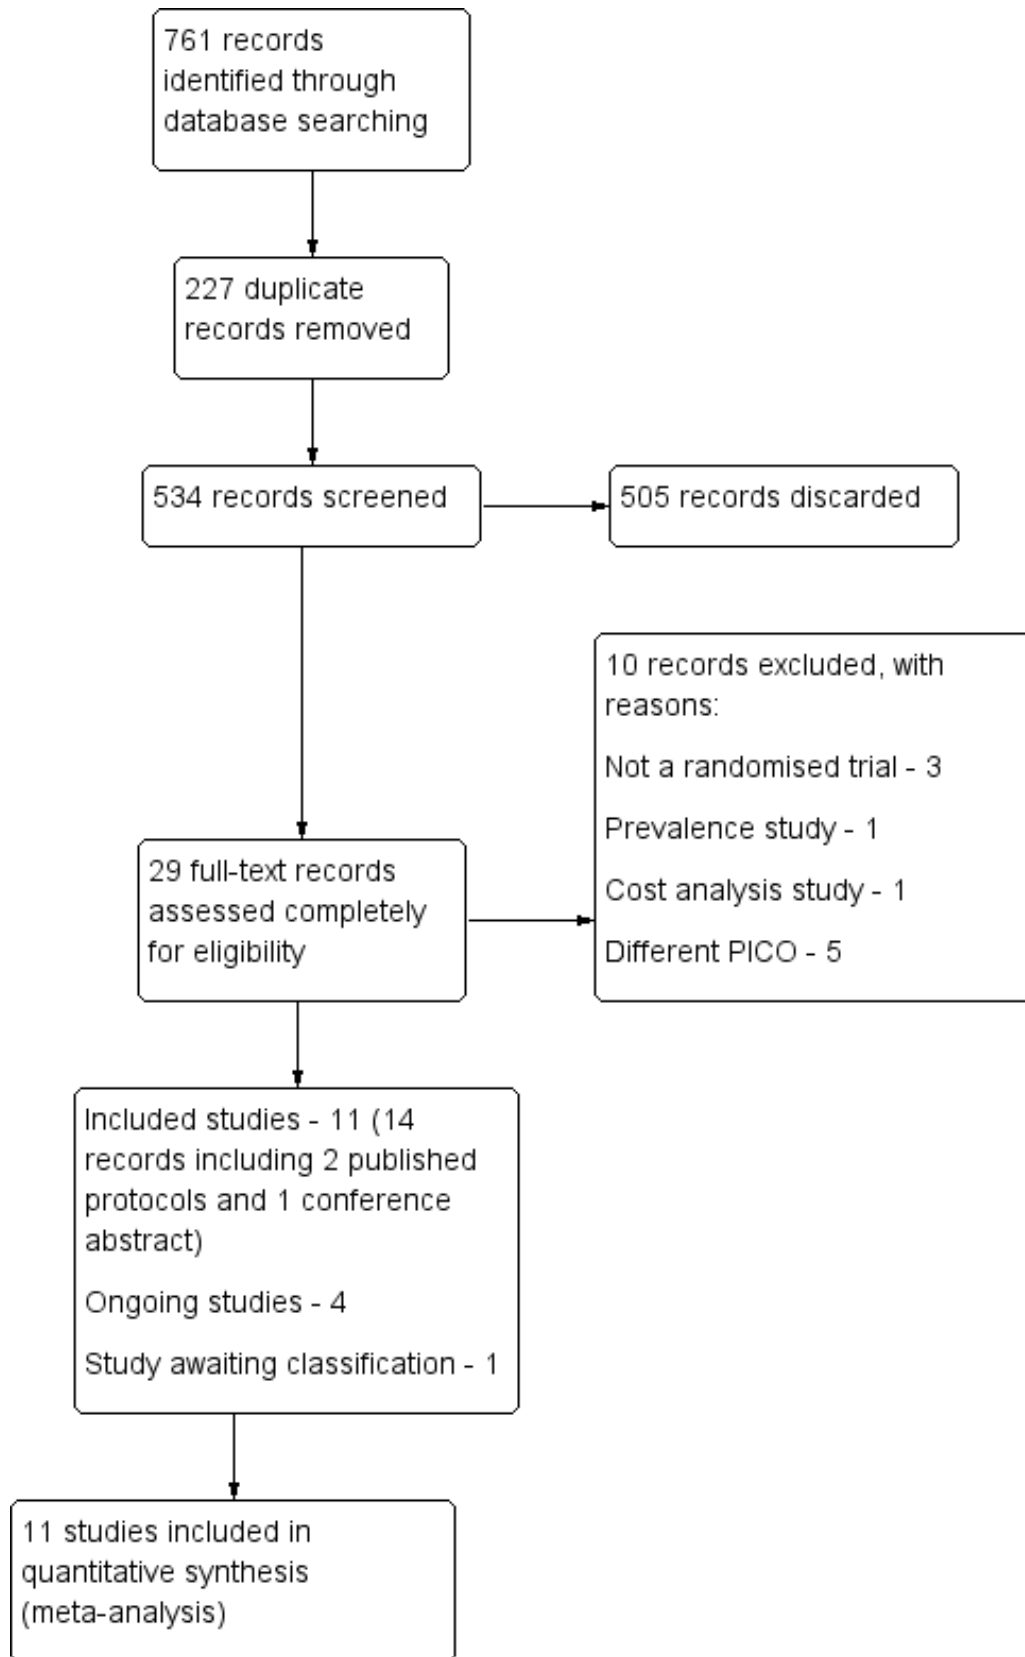 761 records
identified through
database searching
227 duplicate
records removed
534 records screened
505 records discarded
10 records excluded, with
reasons:
Not a randomised trial - 3
Prevalence study - 1
Cost analysis study - 1
Different PICO - 5
29 full-text records
assessed completely
for eligibility
Included studies - 11 (14
records including 2 published
protocols and 1 conference
abstract)
Ongoing studies - 4
Study awaiting classification - 1
11 studies included in
quantitative synthesis
(meta-analysis)